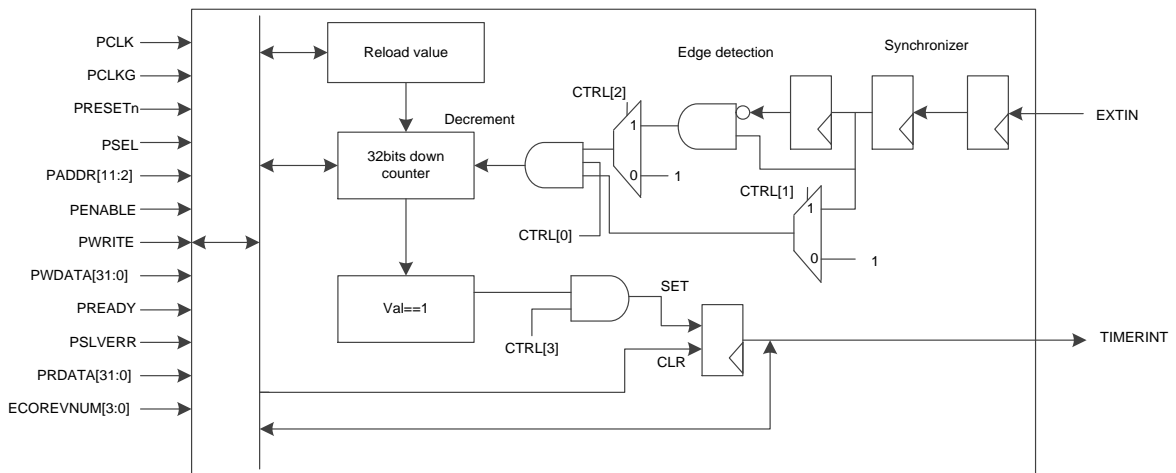 PCLK
PCLKG
PRESETn
PSEL
PADDR[11:2]
PENABLE
PWRITE
PWDATA[31:0]
PREADY
PSLVERR
PRDATA[31:0]
ECOREVNUM[3:0]
Reload value
Edge detection
Synchronizer
CTRL[2]
Decrement
1
EXTIN
32bits down
counter
0
1
CTRL[1]
1
CTRL[0]
0
1
Val==1
SET
CTRL[3]
CLR
TIMERINT